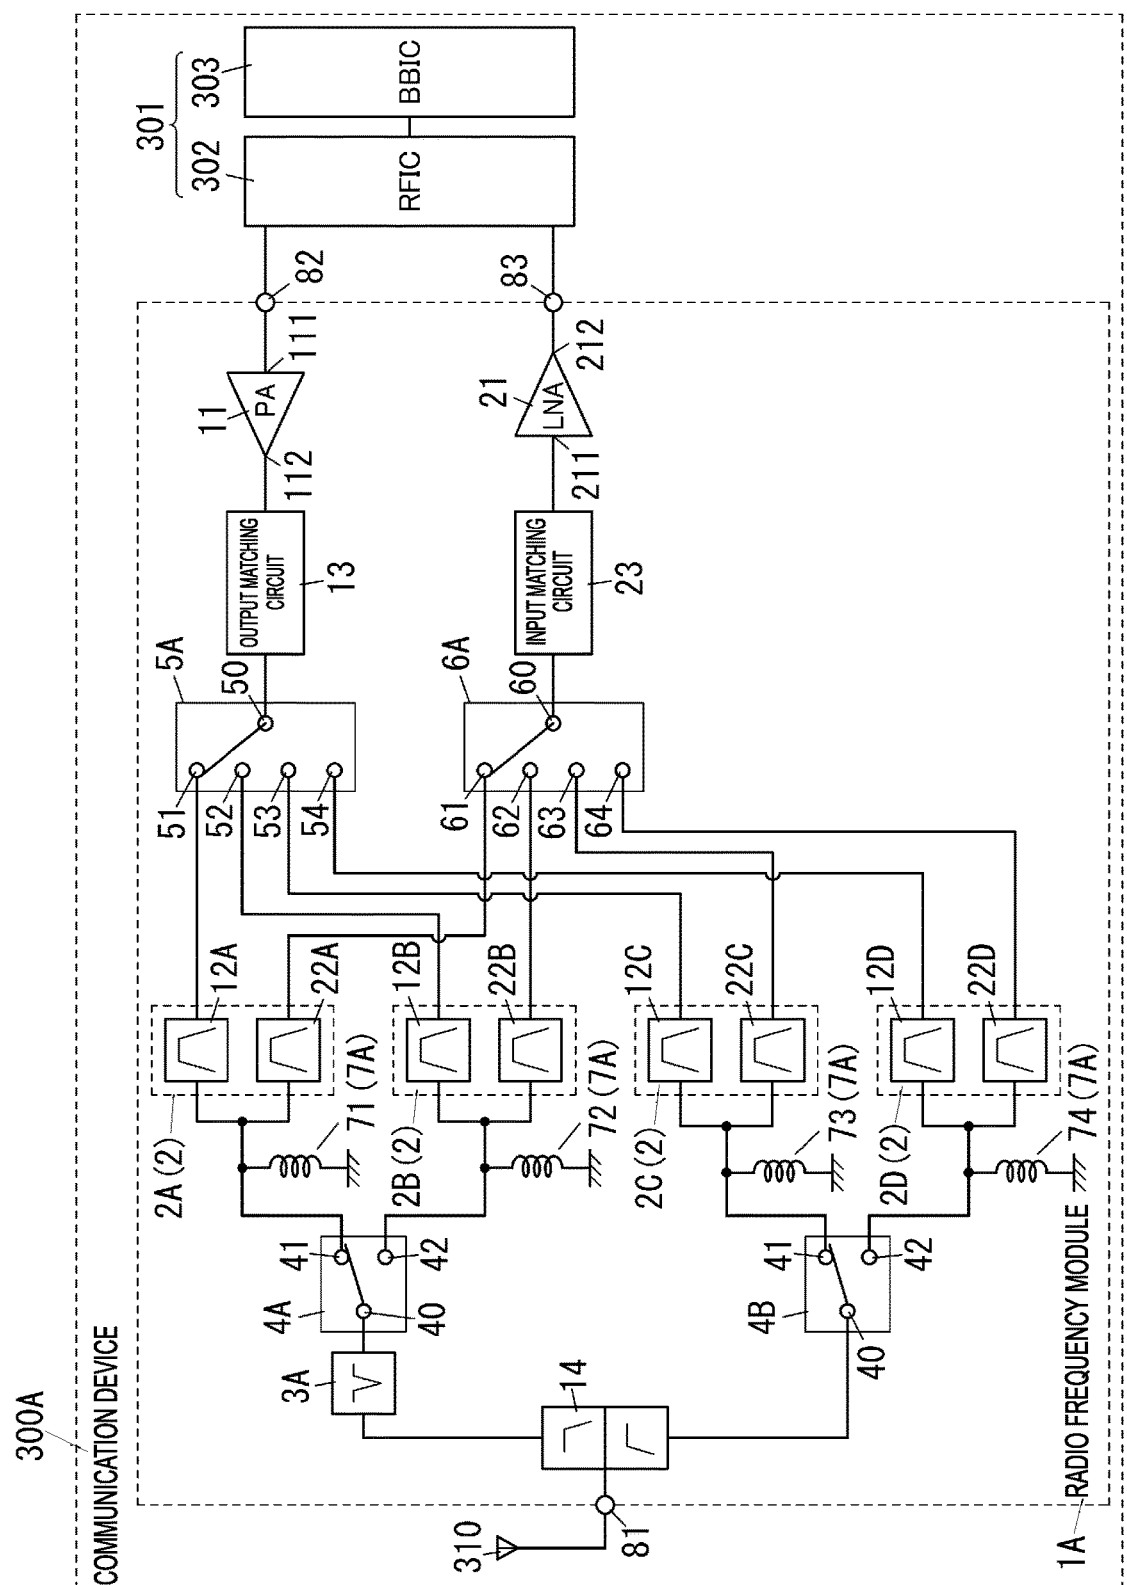 300A
COMMUNICATION DEVICE
1A
RADIO FREQUENCY MODULE
310
81
14
3A
4A
40
41
42
4B
40
41
42
2A (2)
71 (7A)
2B (2)
72 (7A)
2C (2)
73 (7A)
2D (2)
74 (7A)
12A
22A
12B
22B
12C
22C
12D
22D
51
52
53
54
5A
50
61
62
63
64
6A
60
OUTPUT MATCHING
CIRCUIT
13
INPUT MATCHING
CIRCUIT
23
112
11
PA
111
211
21
LNA
212
82
83
301
302
RFIC
303
BBIC